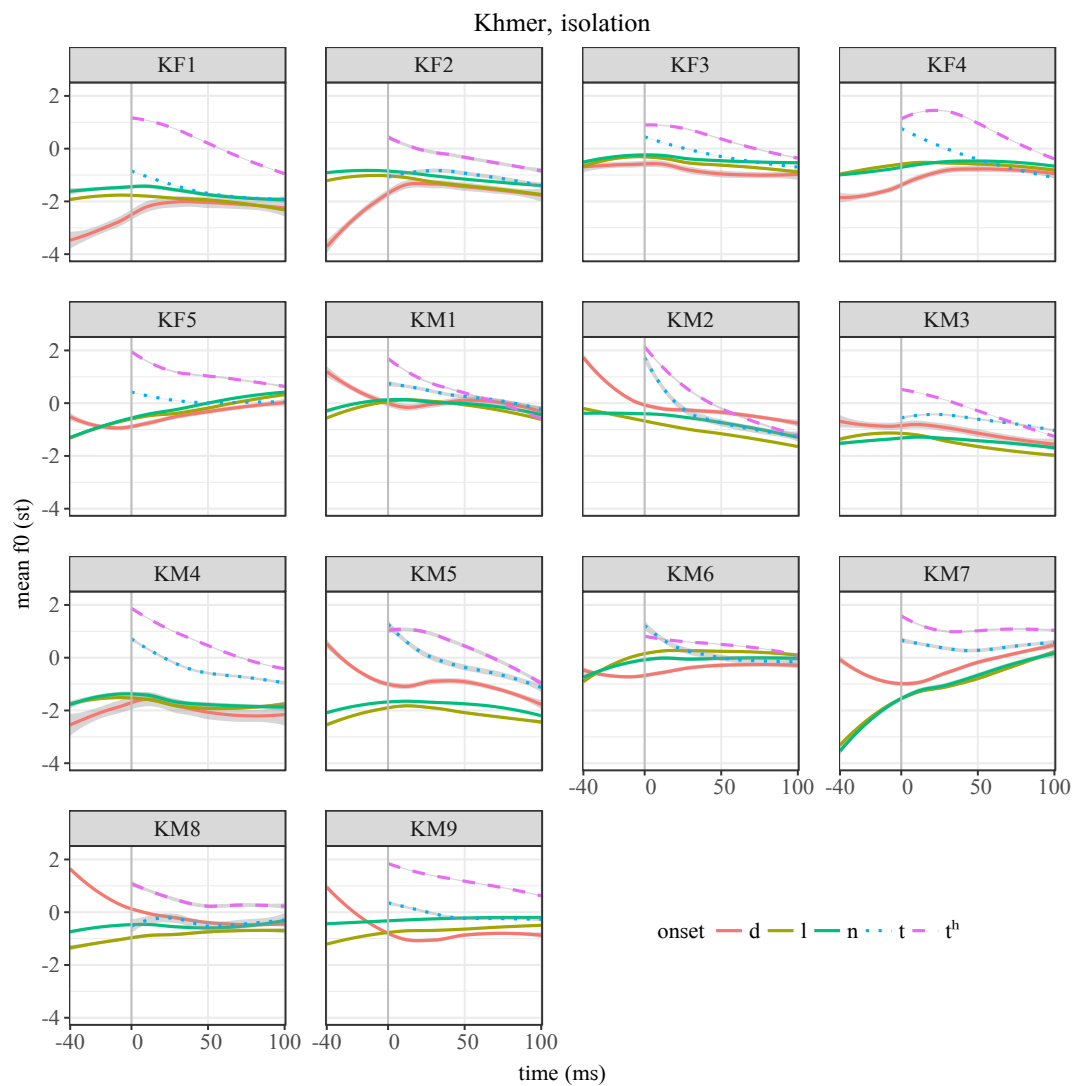 Khmer, isolation
KF1 KF2 KF3 KF4
2
0
-2
-4
KF5 KM1 KM2 KM3
2
0
-2
-4
KM4 KM5 KM6 KM7
2
0
-2
-4
-40 0 50 100 -40 0 50 100
KM8 KM9
2
0
-2
-4
-40 0 50 100 -40 0 50 100
mean f0 (st)
time (ms)
onset d l n t tʰ